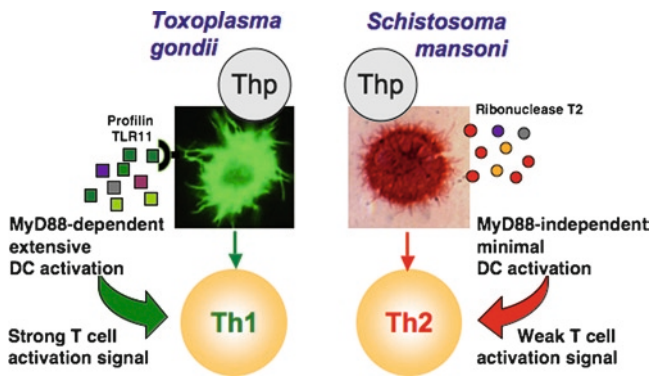 Toxoplasma
gondii
Schistosoma
mansoni
Thp
Thp
Profilin
TLR11
Ribonuclease T2
MyD88-dependent
extensive
DC activation
MyD88-independent
minimal
DC activation
Th1
Th2
Strong T cell
activation signal
Weak T cell
activation signal